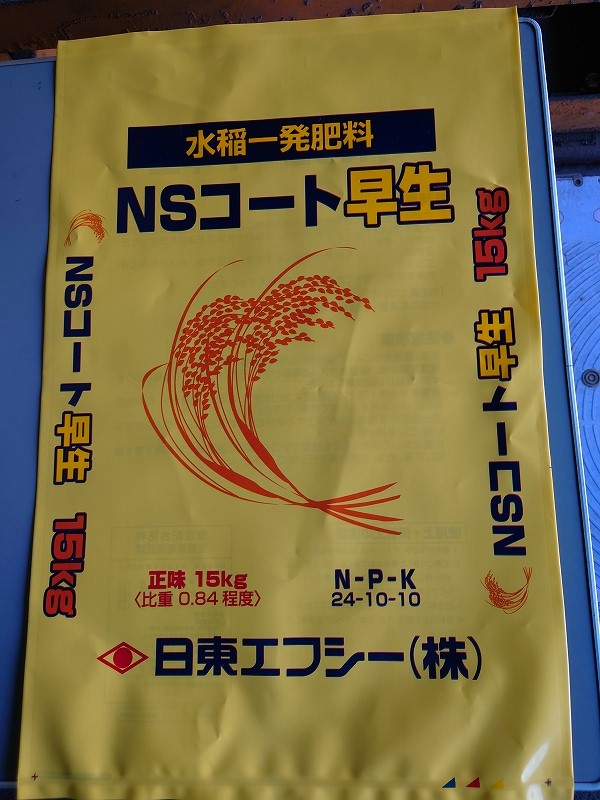 水稲一発肥料
NSコート早生
NSコート早生 15kg
NSコート早生 15kg
正味 15kg
〈比重 0.84 程度〉
N-P-K
24-10-10
日東エフシー(株)